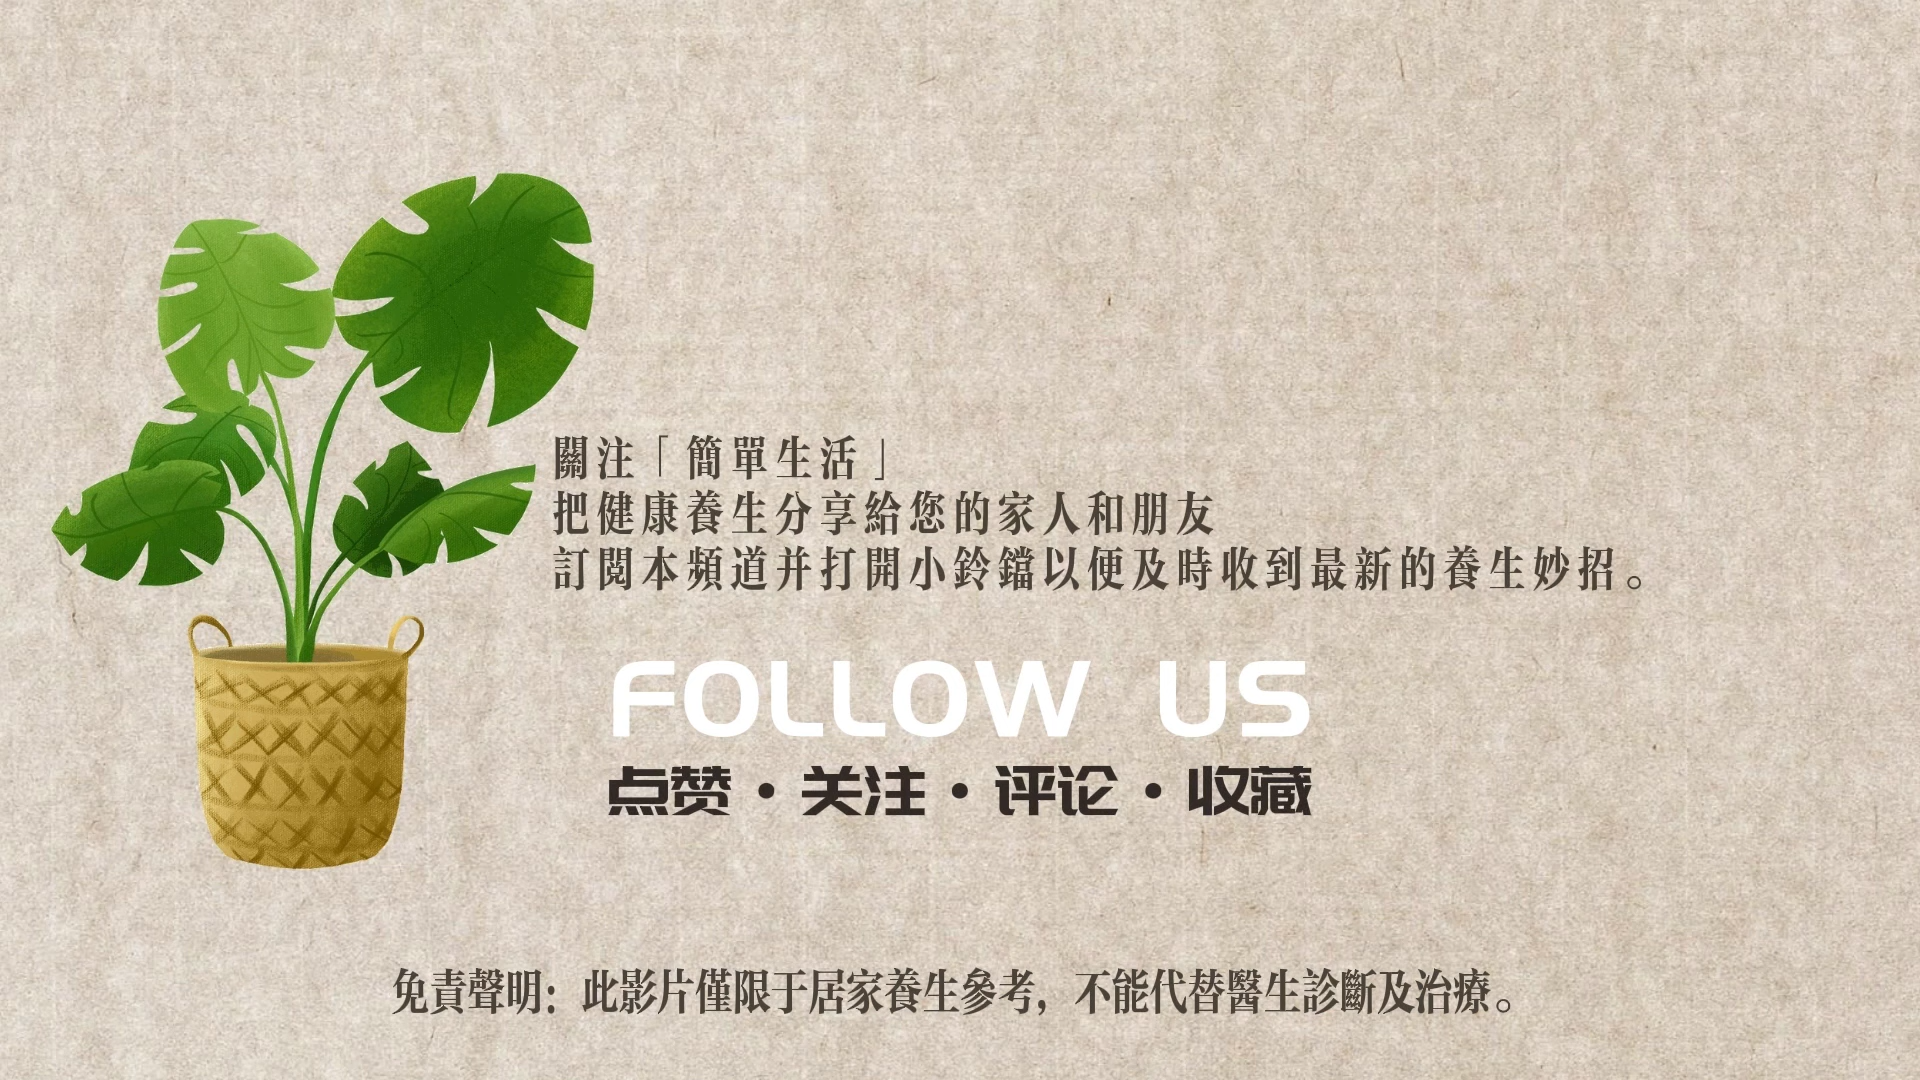 關注「簡單生活」
把健康養生分享給您的家人和朋友
訂閱本頻道并打開小鈴鐺以便及時收到最新的養生妙招。
FOLLOW US
点赞·关注·评论·收藏
免責聲明：此影片僅限于居家養生參考，不能代替醫生診斷及治療。